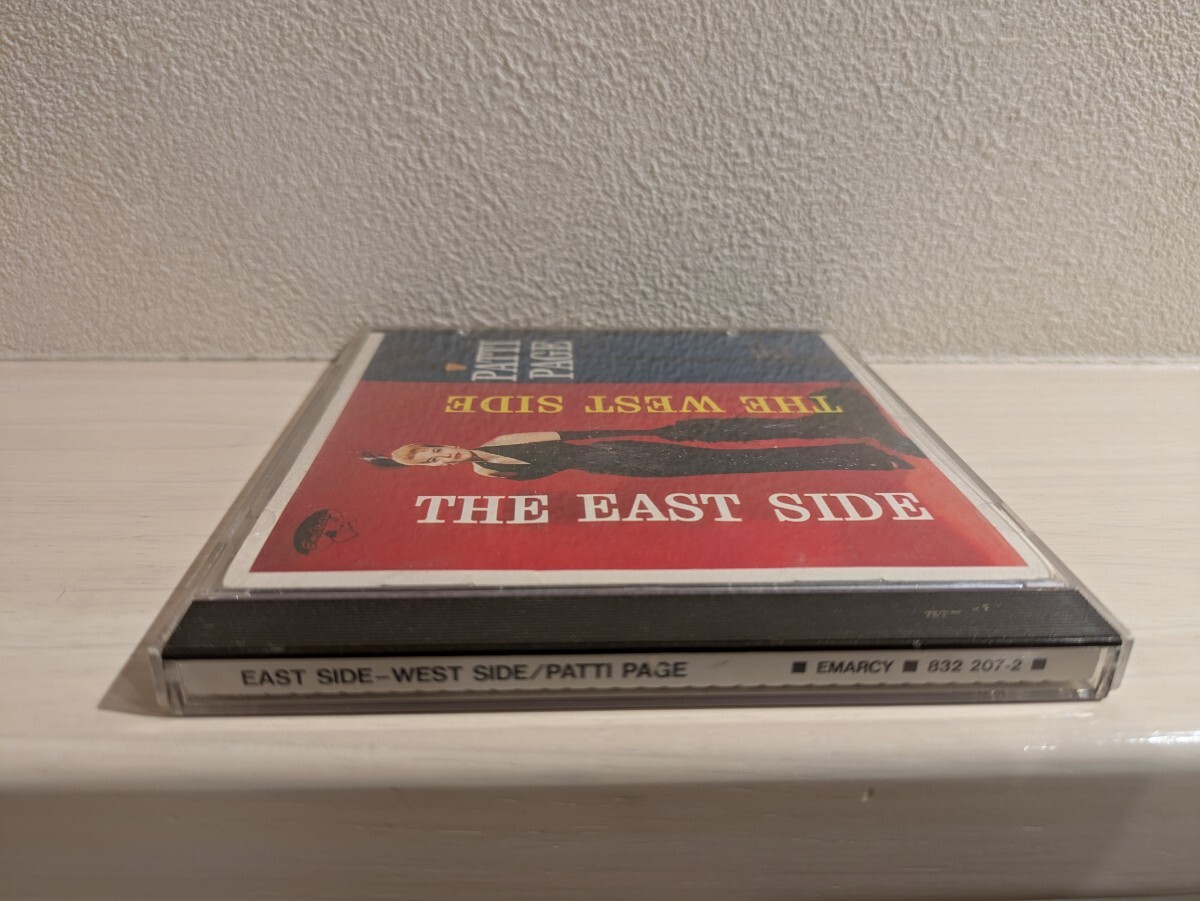 PATTI
PAGE
THE WEST SIDE
THE EAST SIDE
EAST SIDE–WEST SIDE/PATTI PAGE ■ EMARCY ■ 832 207-2 ■